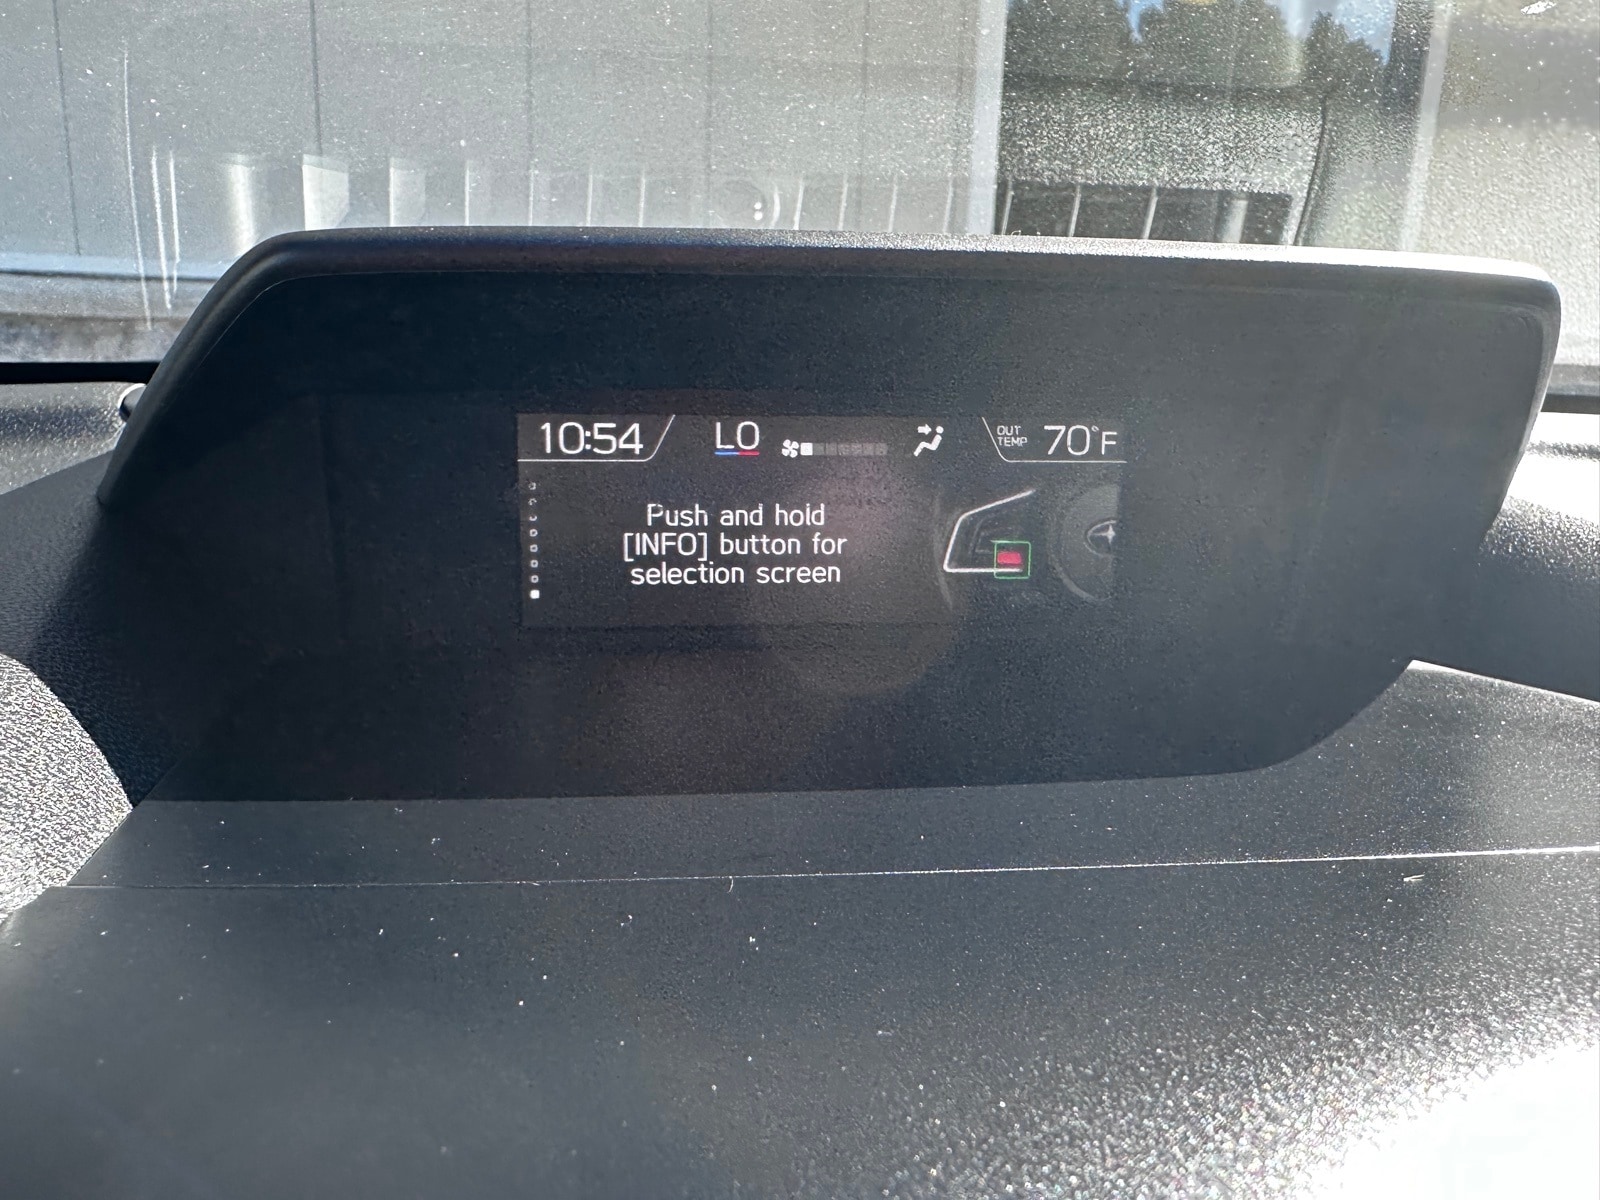 10:54
LO
OUT
TEMP
70°F
Push and hold
[INFO] button for
selection screen